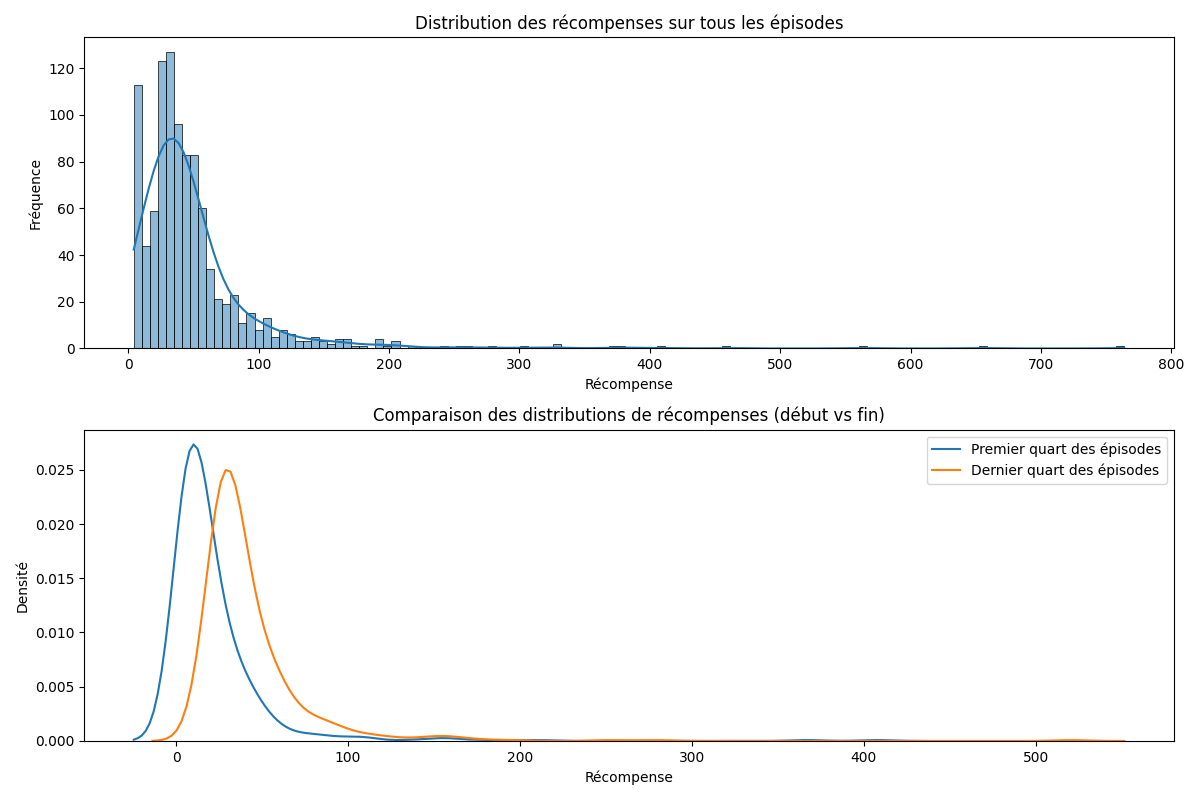 Distribution des récompenses sur tous les épisodes
Fréquence
120
100
80
60
40
20
0
0 100 200 300 400 500 600 700 800
Récompense
Comparaison des distributions de récompenses (début vs fin)
Premier quart des épisodes
Dernier quart des épisodes
Densité
0.025
0.020
0.015
0.010
0.005
0.000
0 100 200 300 400 500
Récompense